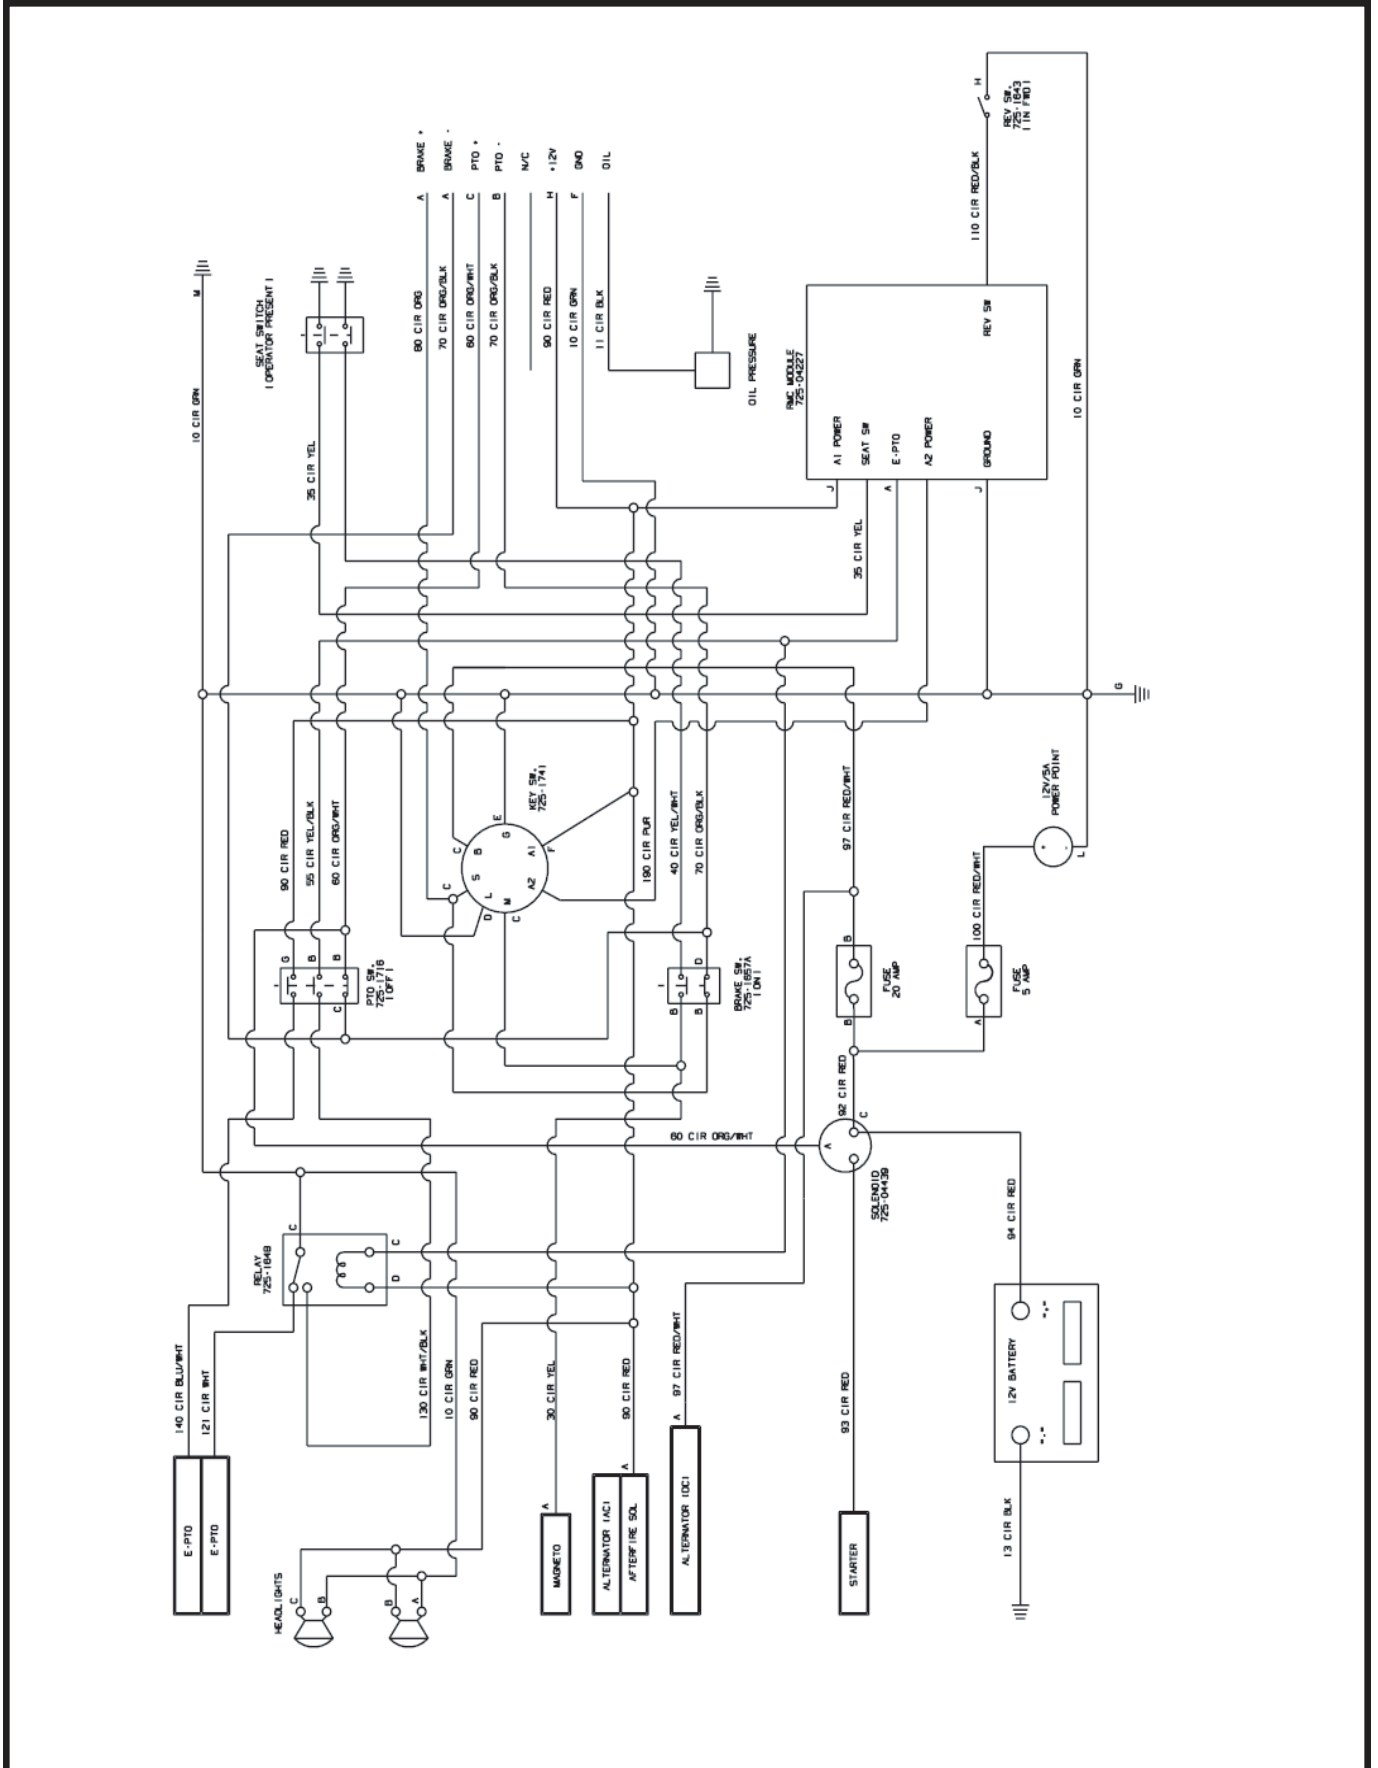 H
REV SW.
725-1643
(IN FWD)
BRAKE +
BRAKE -
PTO +
PTO -
N/C
+12V
GND
OIL
A
A
C
B
H
F
110 CIR RED/BLK
M
SEAT SWITCH
(OPERATOR PRESENT)
80 CIR ORG
70 CIR ORG/BLK
60 CIR ORG/WHT
70 CIR ORG/BLK
90 CIR RED
10 CIR GRN
11 CIR BLK
OIL PRESSURE
RMC MODULE
725-04227
REV SW
A1 POWER
SEAT SW
E-PTO
A2 POWER
GROUND
10 CIR GRN
10 CIR GRN
35 CIR YEL
J
A
J
35 CIR YEL
G
KEY SW.
725-1741
90 CIR RED
55 CIR YEL/BLK
60 CIR ORG/WHT
C
C
D
C
E
F
B
S
L
M
G
A1
A2
190 CIR PUR
40 CIR YEL/WHT
70 CIR ORG/BLK
97 CIR RED/WHT
100 CIR RED/WHT
12V/5A
POWER POINT
+
-
L
G
B
B
C
PTO SW.
725-1716
(OFF)
D
B
B
BRAKE SW.
725-1657A
(ON)
B
B
FUSE
20 AMP
A
FUSE
5 AMP
92 CIR RED
C
A
60 CIR ORG/WHT
SOLENOID
725-04439
94 CIR RED
RELAY
725-1648
C
C
D
140 CIR BLU/WHT
121 CIR WHT
130 CIR WHT/BLK
10 CIR GRN
90 CIR RED
30 CIR YEL
90 CIR RED
97 CIR RED/WHT
93 CIR RED
12V BATTERY
"+"
"-"
13 CIR BLK
E-PTO
E-PTO
HEADLIGHTS
C
B
B
A
A
MAGNETO
A
ALTERNATOR (AC)
AFTERFIRE SOL
A
ALTERNATOR (DC)
STARTER